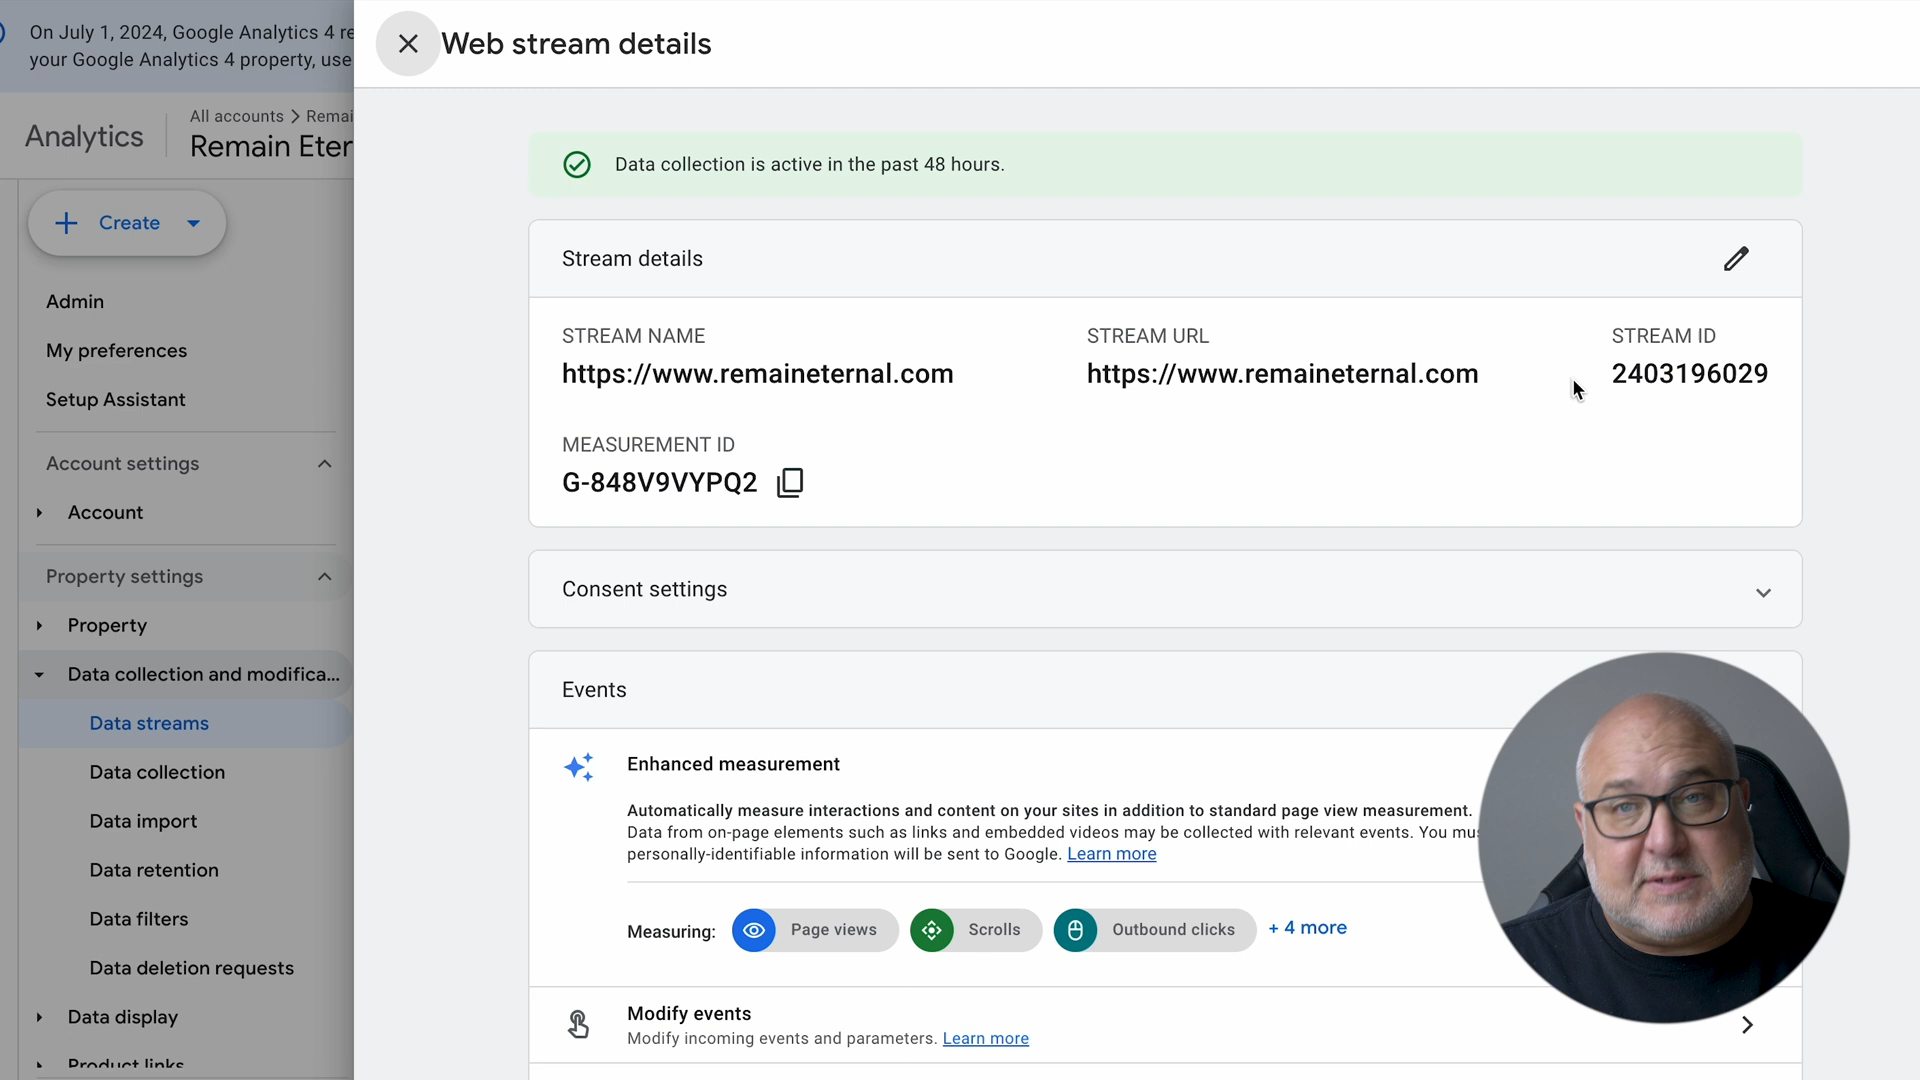 On July 1, 2024, Google Analytics 4 re
your Google Analytics 4 property, use
Analytics
All accounts > Remai
Remain Eter
Create
Admin
My preferences
Setup Assistant
Account settings
Account
Property settings
Property
Data collection and modifica...
Data streams
Data collection
Data import
Data retention
Data filters
Data deletion requests
Data display
Product links
Web stream details
Data collection is active in the past 48 hours.
Stream details
STREAM NAME
https://www.remaineternal.com
STREAM URL
https://www.remaineternal.com
STREAM ID
2403196029
MEASUREMENT ID
G-848V9VYPQ2
Consent settings
Events
Enhanced measurement
Automatically measure interactions and content on your sites in addition to standard page view measurement.
Data from on-page elements such as links and embedded videos may be collected with relevant events. You mu
personally-identifiable information will be sent to Google. Learn more
Measuring: Page views Scrolls Outbound clicks + 4 more
Modify events
Modify incoming events and parameters. Learn more